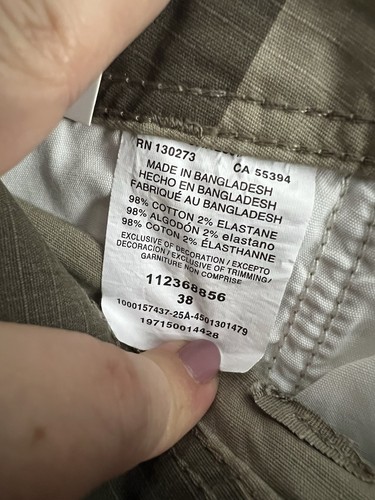 RN 130273 CA 55394
MADE IN BANGLADESH
HECHO EN BANGLADESH
FABRIQUÉ AU BANGLADESH
98% COTTON 2% ELASTANE
98% ALGODÓN 2% elastano
98% COTON 2% ÉLASTHANNE
EXCLUSIVE OF DECORATION / EXCEPTO
DECORACIÓN / EXCLUSIVE OF TRIMMING /
GARNITURE NON COMPRISE
112368856
38
1000157437-25A-4501301479
197150014428